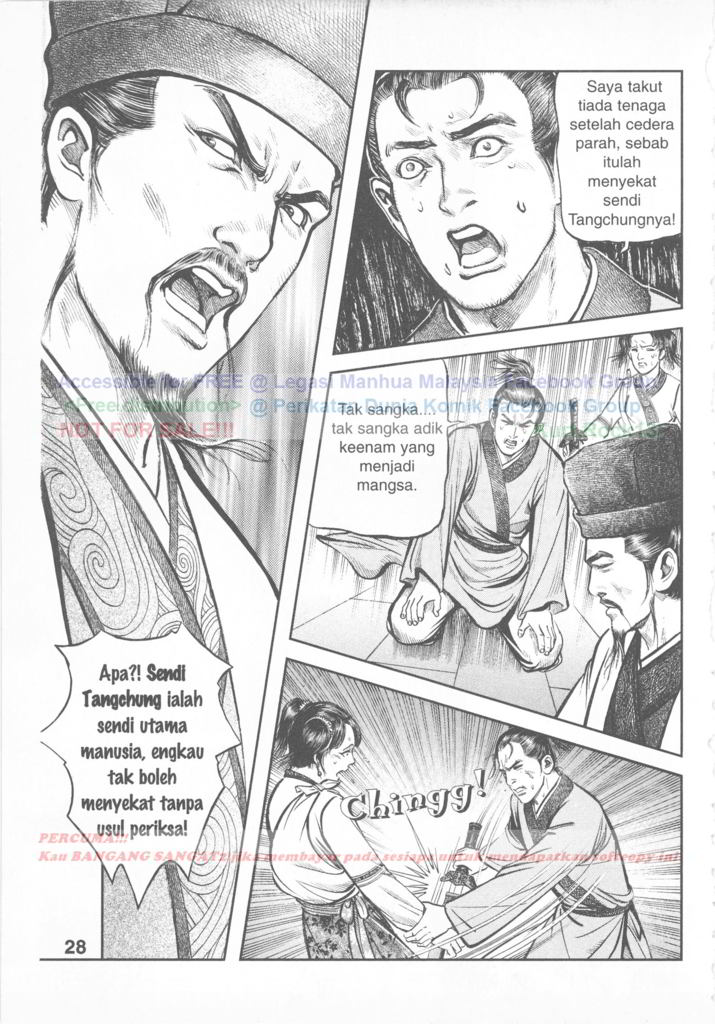 Apa?! Sendi
Tangchung ialah
sendi utama
manusia, engkau
tak boleh
menyekat tanpa
usul periksa!
Saya takut
tiada tenaga
setelah cedera
parah, sebab
itulah
menyekat
sendi
Tangchungnya!
Tak sangka....
tak sangka adik
keenam yang
menjadi
mangsa.
Chingg!
Accessible for FREE @ Legasi Manhua Malaysia Facebook Group
<Free distribution> @ Perikatan Dunia Komik Facebook Group
NOT FOR SALE!!!
PERCUMA!!!
Kau BANGANG SANGAT jika membayar pada sesiapa untuk mendapatkan softcopy ini
28